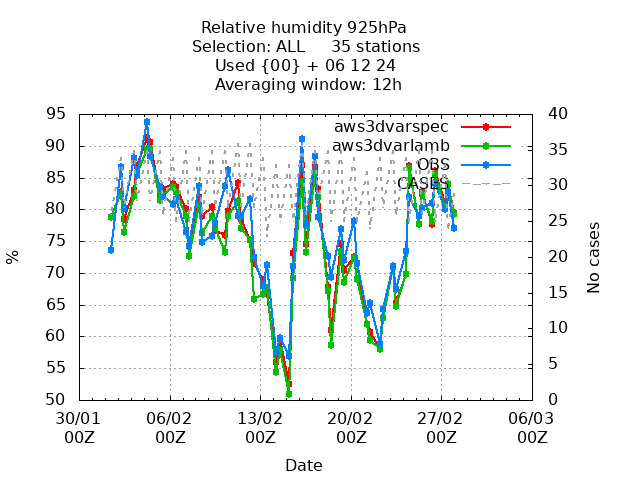 Relative humidity 925hPa
Selection: ALL 35 stations
Used {00} + 06 12 24
Averaging window: 12h
aws3dvarspec
aws3dvarlamb
OBS
CASES
95
90
85
80
75
70
65
60
55
50
%
40
35
30
25
20
15
10
5
0
No cases
30/01 06/02 13/02 20/02 27/02 06/03
00Z 00Z 00Z 00Z 00Z 00Z
Date